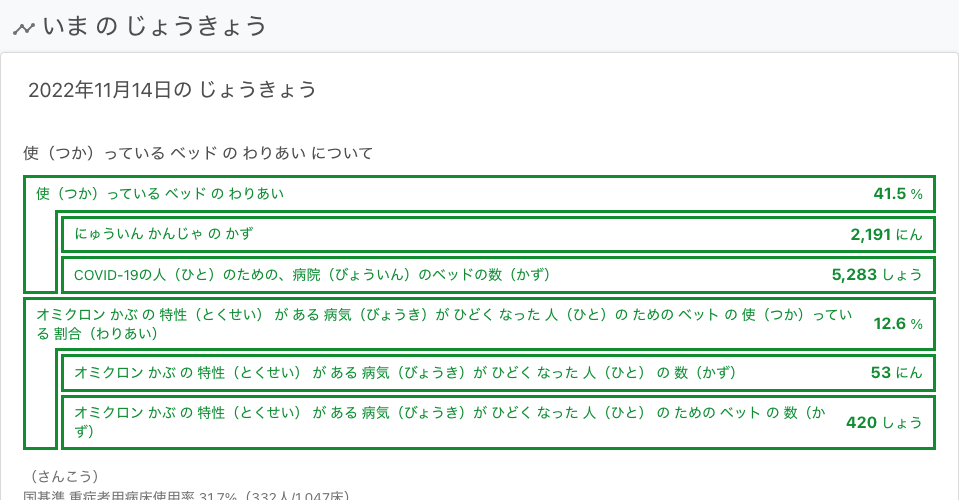 いま の じょうきょう
2022年11月14日の じょうきょう
使（つか）っている ベッド の わりあい について
使（つか）っている ベッド の わりあい 41.5 %
にゅういん かんじゃ の かず 2,191 にん
COVID-19の人（ひと）のための、病院（びょういん）のベッドの数（かず） 5,283 しょう
オミクロン かぶ の 特性（とくせい） が ある 病気（びょうき）が ひどく なった 人（ひと）の ための ベット の 使（つか）ってい
る 割合（わりあい） 12.6 %
オミクロン かぶ の 特性（とくせい） が ある 病気（びょうき）が ひどく なった 人（ひと） の 数（かず） 53 にん
オミクロン かぶ の 特性（とくせい） が ある 病気（びょうき）が ひどく なった 人（ひと） の ための ベット の 数（か
ず） 420 しょう
（さんこう）
国基準 重症者用病床使用率 31.7%（332人/1,047床）